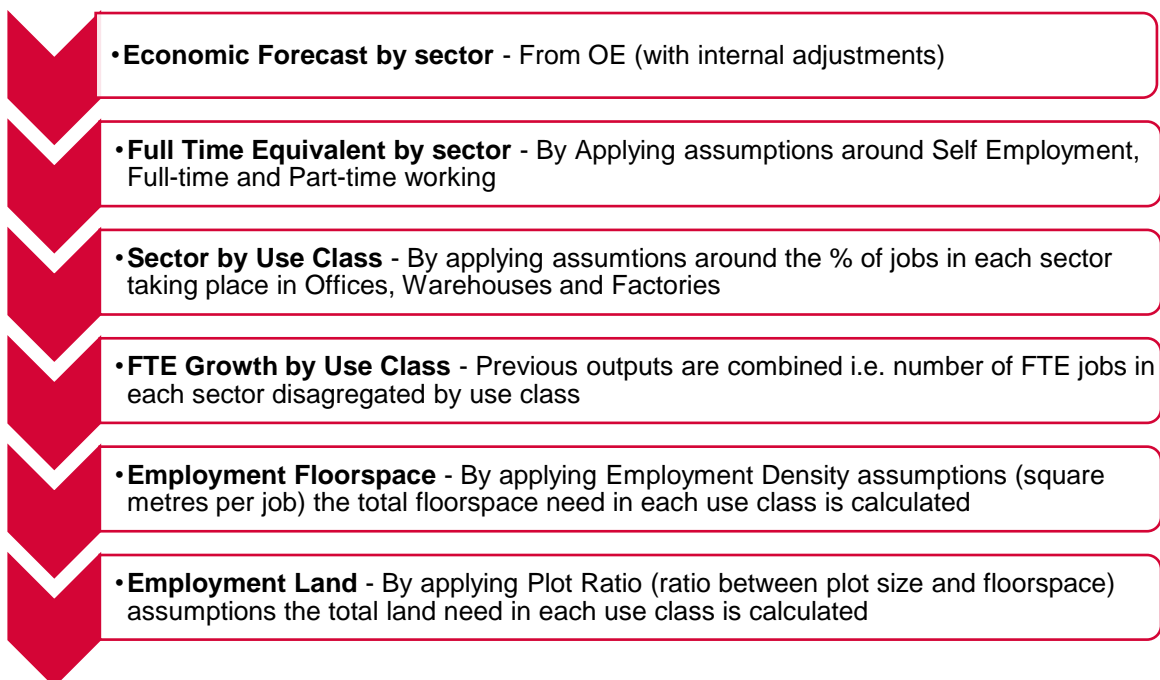 •Economic Forecast by sector - From OE (with internal adjustments)
•Full Time Equivalent by sector - By Applying assumptions around Self Employment,
Full-time and Part-time working
•Sector by Use Class - By applying assumtions around the % of jobs in each sector
taking place in Offices, Warehouses and Factories
•FTE Growth by Use Class - Previous outputs are combined i.e. number of FTE jobs in
each sector disagregated by use class
•Employment Floorspace - By applying Employment Density assumptions (square
metres per job) the total floorspace need in each use class is calculated
•Employment Land - By applying Plot Ratio (ratio between plot size and floorspace)
assumptions the total land need in each use class is calculated